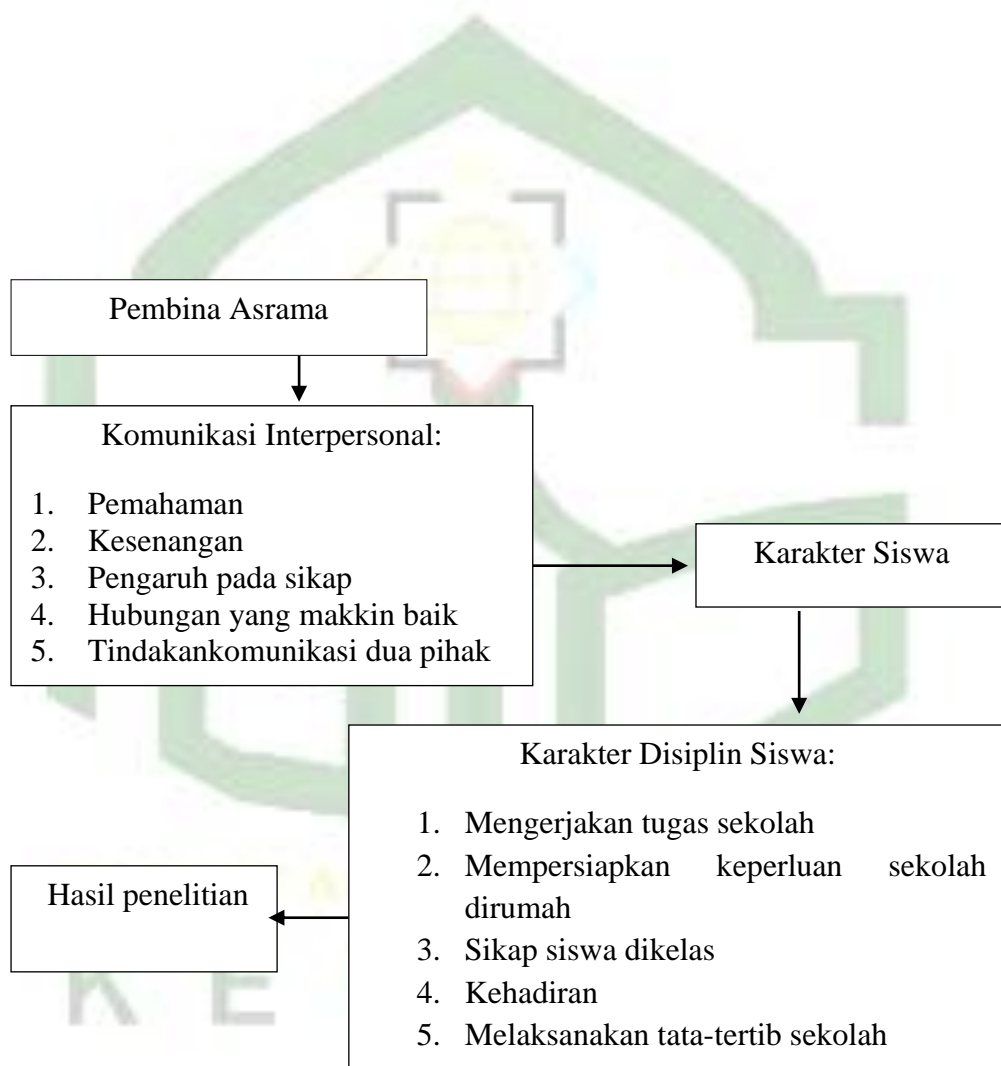 Pembina Asrama
Komunikasi Interpersonal:
1. Pemahaman
2. Kesenangan
3. Pengaruh pada sikap
4. Hubungan yang makkin baik
5. Tindakankomunikasi dua pihak
Karakter Siswa
Karakter Disiplin Siswa:
1. Mengerjakan tugas sekolah
2. Mempersiapkan keperluan sekolah
dirumah
3. Sikap siswa dikelas
4. Kehadiran
5. Melaksanakan tata-tertib sekolah
Hasil penelitian
K E